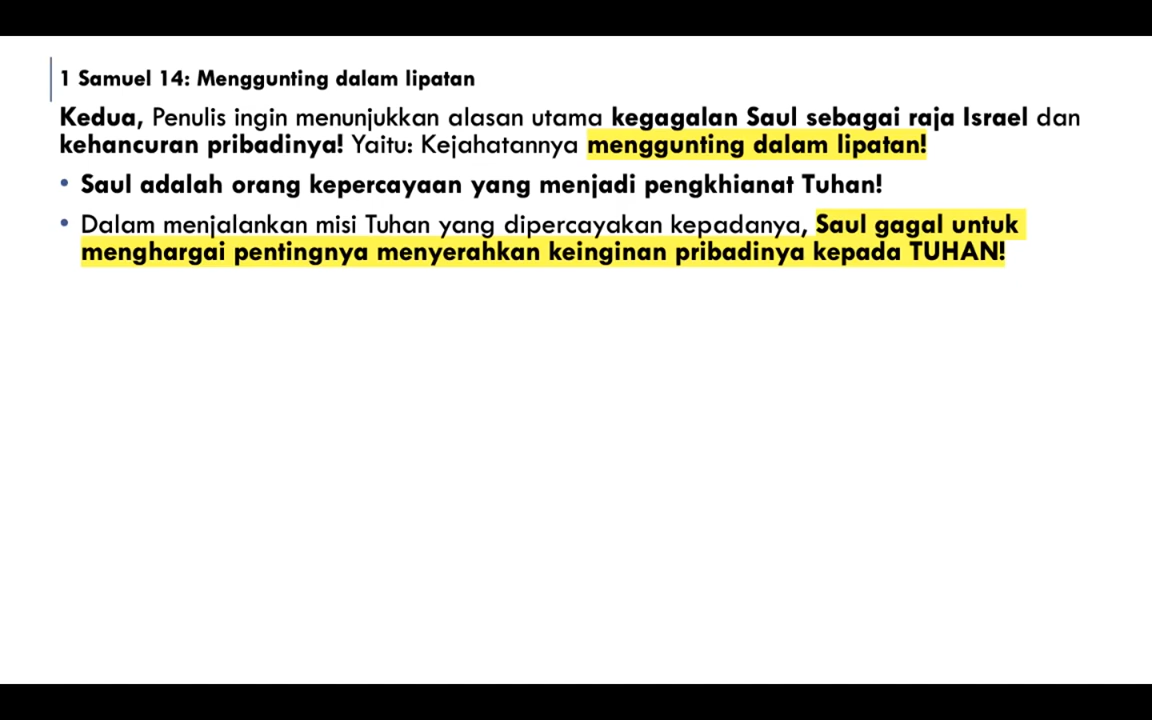 1 Samuel 14: Menggunting dalam lipatan
Kedua, Penulis ingin menunjukkan alasan utama kegagalan Saul sebagai raja Israel dan
kehancuran pribadinya! Yaitu: Kejahatannya menggunting dalam lipatan!
• Saul adalah orang kepercayaan yang menjadi pengkhianat Tuhan!
• Dalam menjalankan misi Tuhan yang dipercayakan kepadanya, Saul gagal untuk
menghargai pentingnya menyerahkan keinginan pribadinya kepada TUHAN!